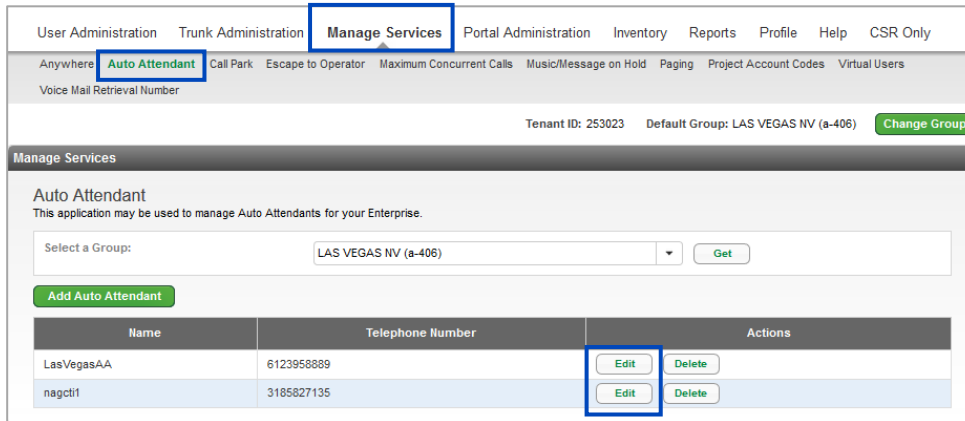 User Administration Trunk Administration Manage Services Portal Administration Inventory Reports Profile Help CSR Only
Anywhere Auto Attendant Call Park Escape to Operator Maximum Concurrent Calls Music/Message on Hold Paging Project Account Codes Virtual Users
Voice Mail Retrieval Number
Tenant ID: 253023 Default Group: LAS VEGAS NV (a-406) Change Group
Manage Services
Auto Attendant
This application may be used to manage Auto Attendants for your Enterprise.
Select a Group: LAS VEGAS NV (a-406) Get
Add Auto Attendant
Name Telephone Number Actions
LasVegasAA 6123958889 Edit Delete
nagcti1 3185827135 Edit Delete